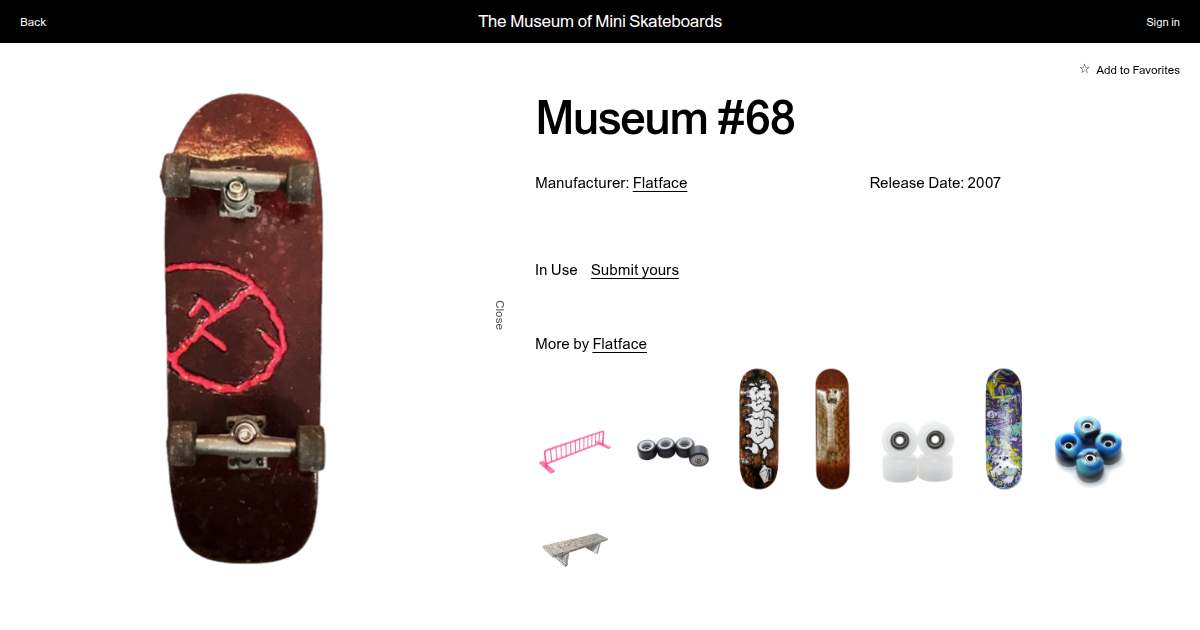 Back
The Museum of Mini Skateboards
Sign in
☆ Add to Favorites
Museum #68
Manufacturer: Flatface
Release Date: 2007
In Use Submit yours
Close
More by Flatface